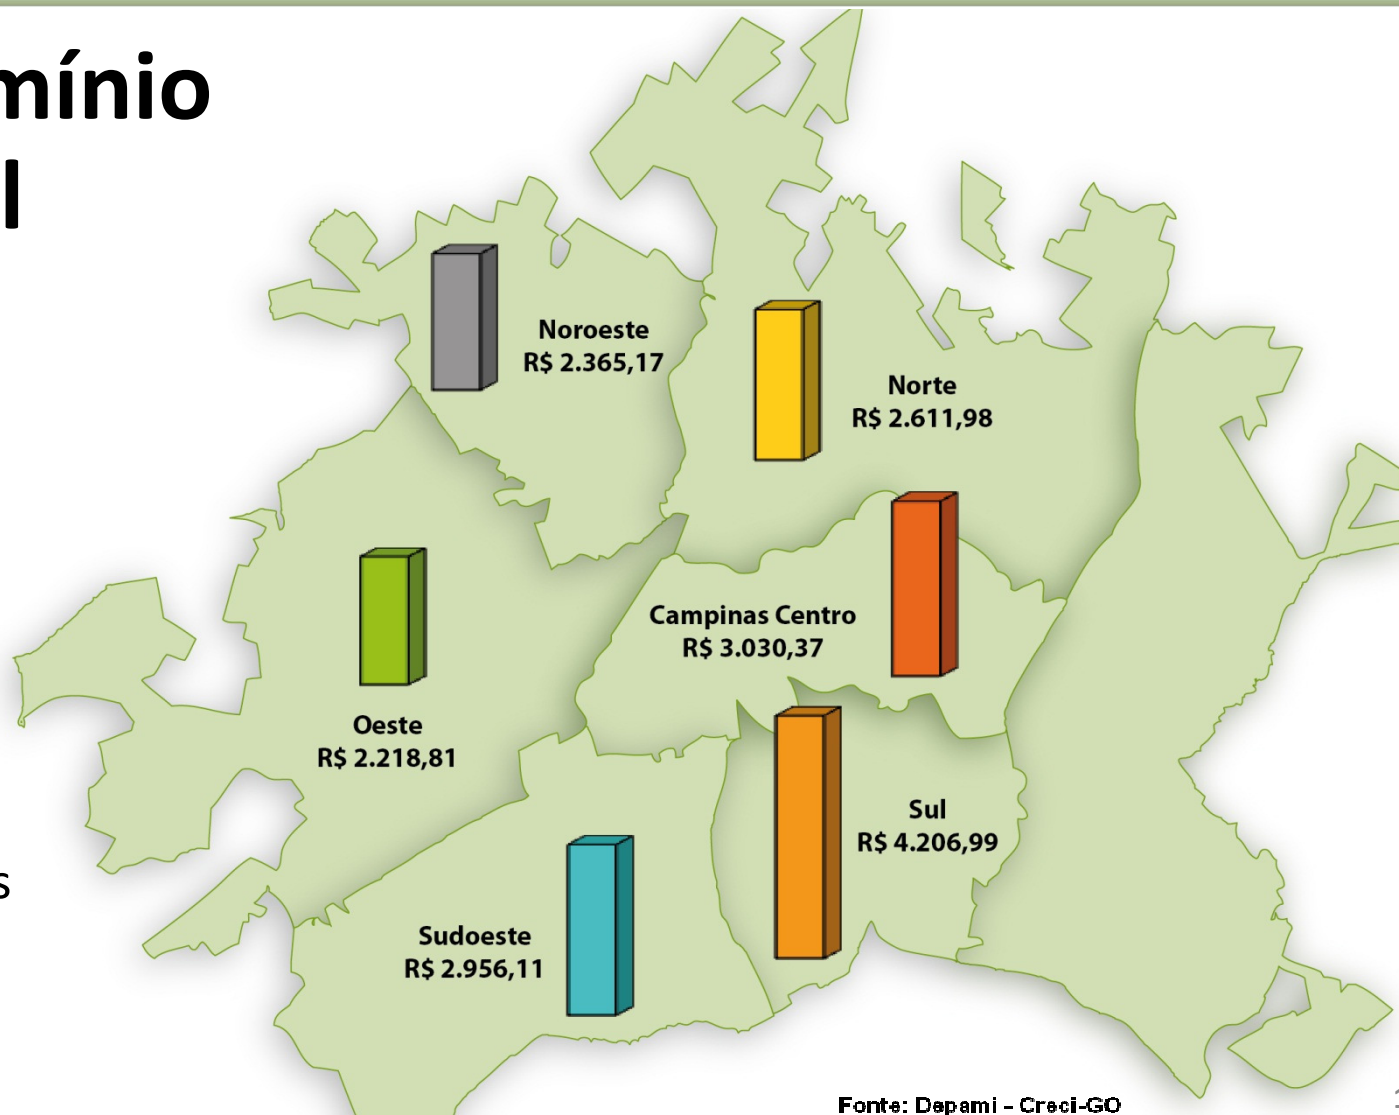 mínio
l
Noroeste
R$ 2.365,17
Norte
R$ 2.611,98
Campinas Centro
R$ 3.030,37
Oeste
R$ 2.218,81
Sul
R$ 4.206,99
s
Sudoeste
R$ 2.956,11
Fonte: Depami - Creci-GO